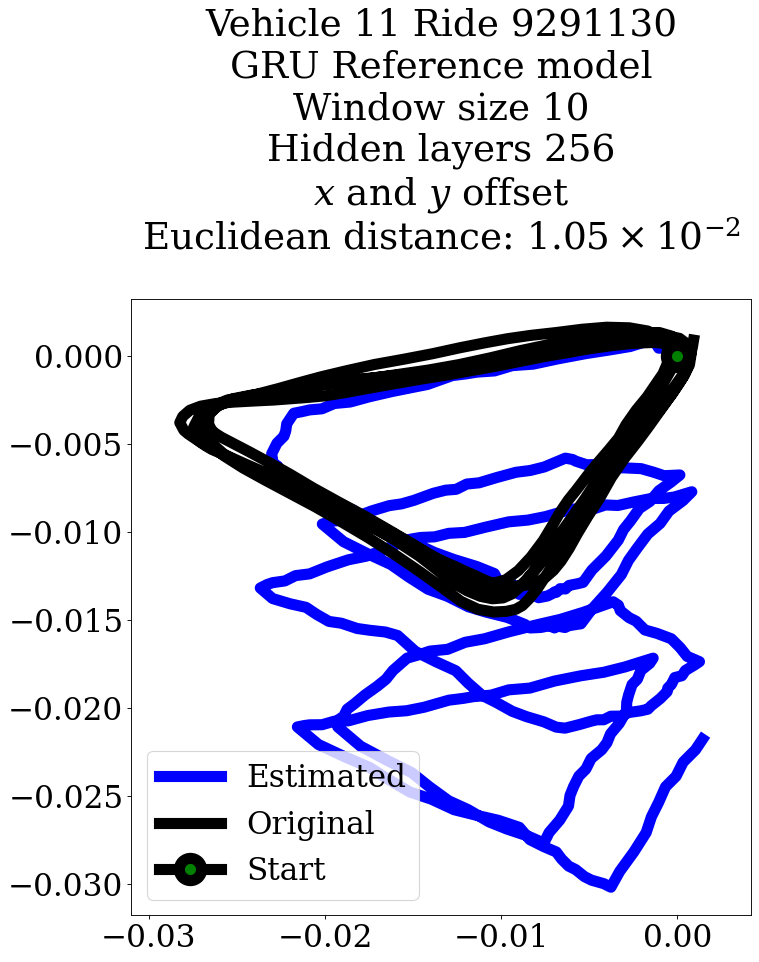 Vehicle 11 Ride 9291130
GRU Reference model
Window size 10
Hidden layers 256
x and y offset
Euclidean distance: 1.05 × 10⁻²
0.000
−0.005
−0.010
−0.015
−0.020
−0.025
−0.030
Estimated
Original
Start
−0.03
−0.02
−0.01
0.00